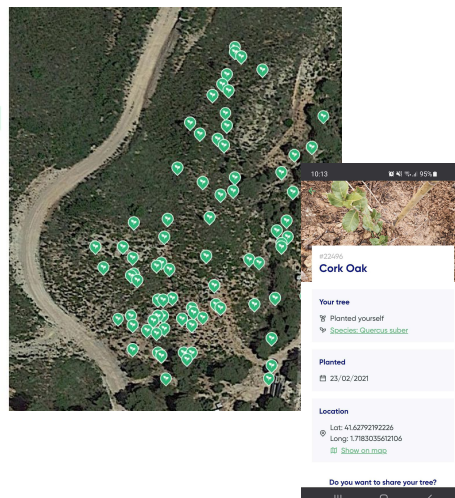 10:13
95%
#22496
Cork Oak
Your tree
Planted yourself
Species: Quercus suber
Planted
23/02/2021
Location
Lat: 41.62792192226
Long: 1.7183035612106
Show on map
Do you want to share your tree?